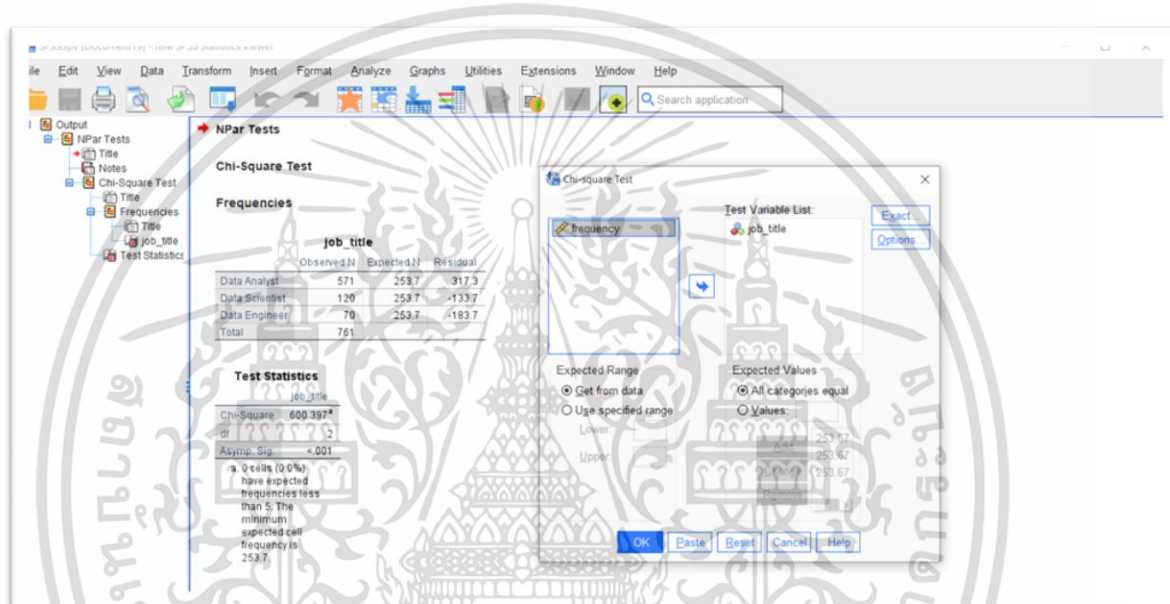 File Edit View Data Transform Insert Format Analyze Graphs Utilities Extensions Window Help
Search application
Output
NPar Tests
Title
Notes
Chi-Square Test
Title
Frequencies
Title
job_title
Test Statistics
NPar Tests
Chi-Square Test
Frequencies
job_title
Observed N Expected N Residual
Data Analyst 571 253.7 317.3
Data Scientist 120 253.7 -133.7
Data Engineer 70 253.7 -183.7
Total 761
Test Statistics
job_title
Chi-Square 600.397a
df 2
Asymp. Sig. <.001
a. 0 cells (0.0%)
have expected
frequencies less
than 5. The
minimum
expected cell
frequency is
253.7.
Chi-square Test
frequency
Test Variable List:
job_title
Exact...
Options...
Expected Range
Get from data
Use specified range
Lower:
Upper:
Expected Values
All categories equal
Values:
Add
253.67
253.67
253.67
OK Paste Reset Cancel Help